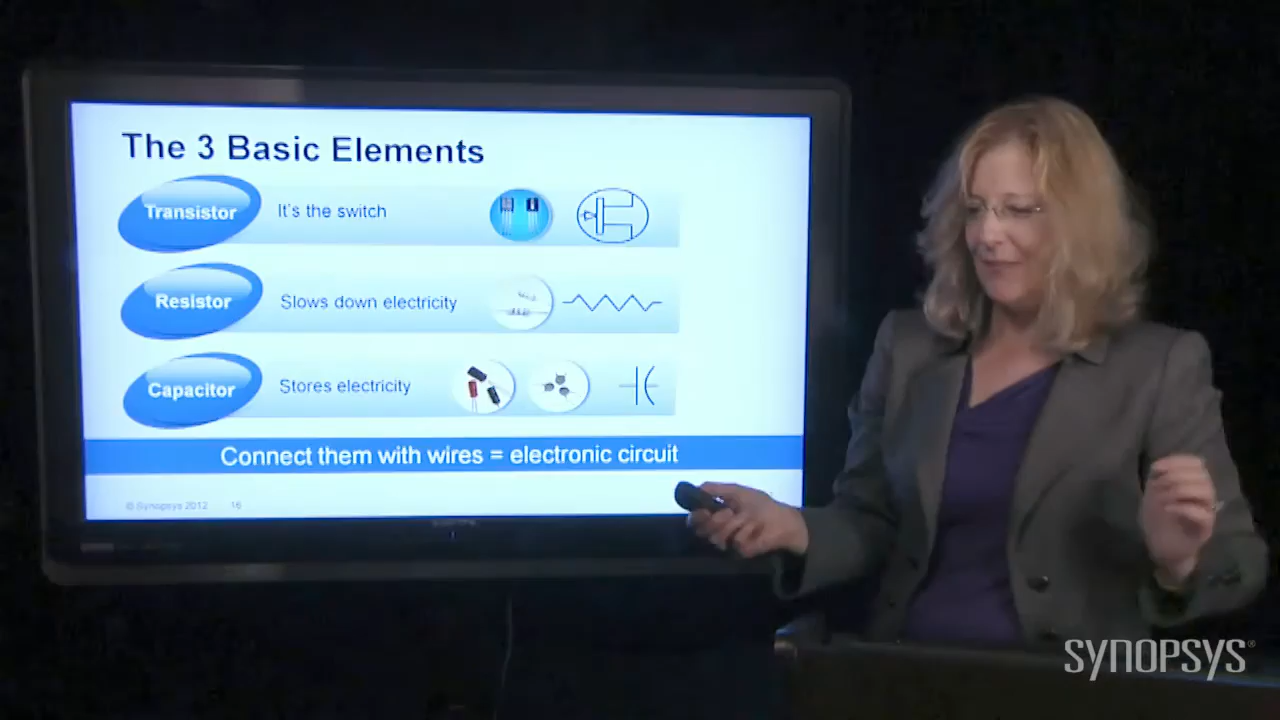 The 3 Basic Elements
Transistor
It's the switch
Resistor
Slows down electricity
Capacitor
Stores electricity
Connect them with wires = electronic circuit
© Synopsys 2012 16
SYNOPSYS®